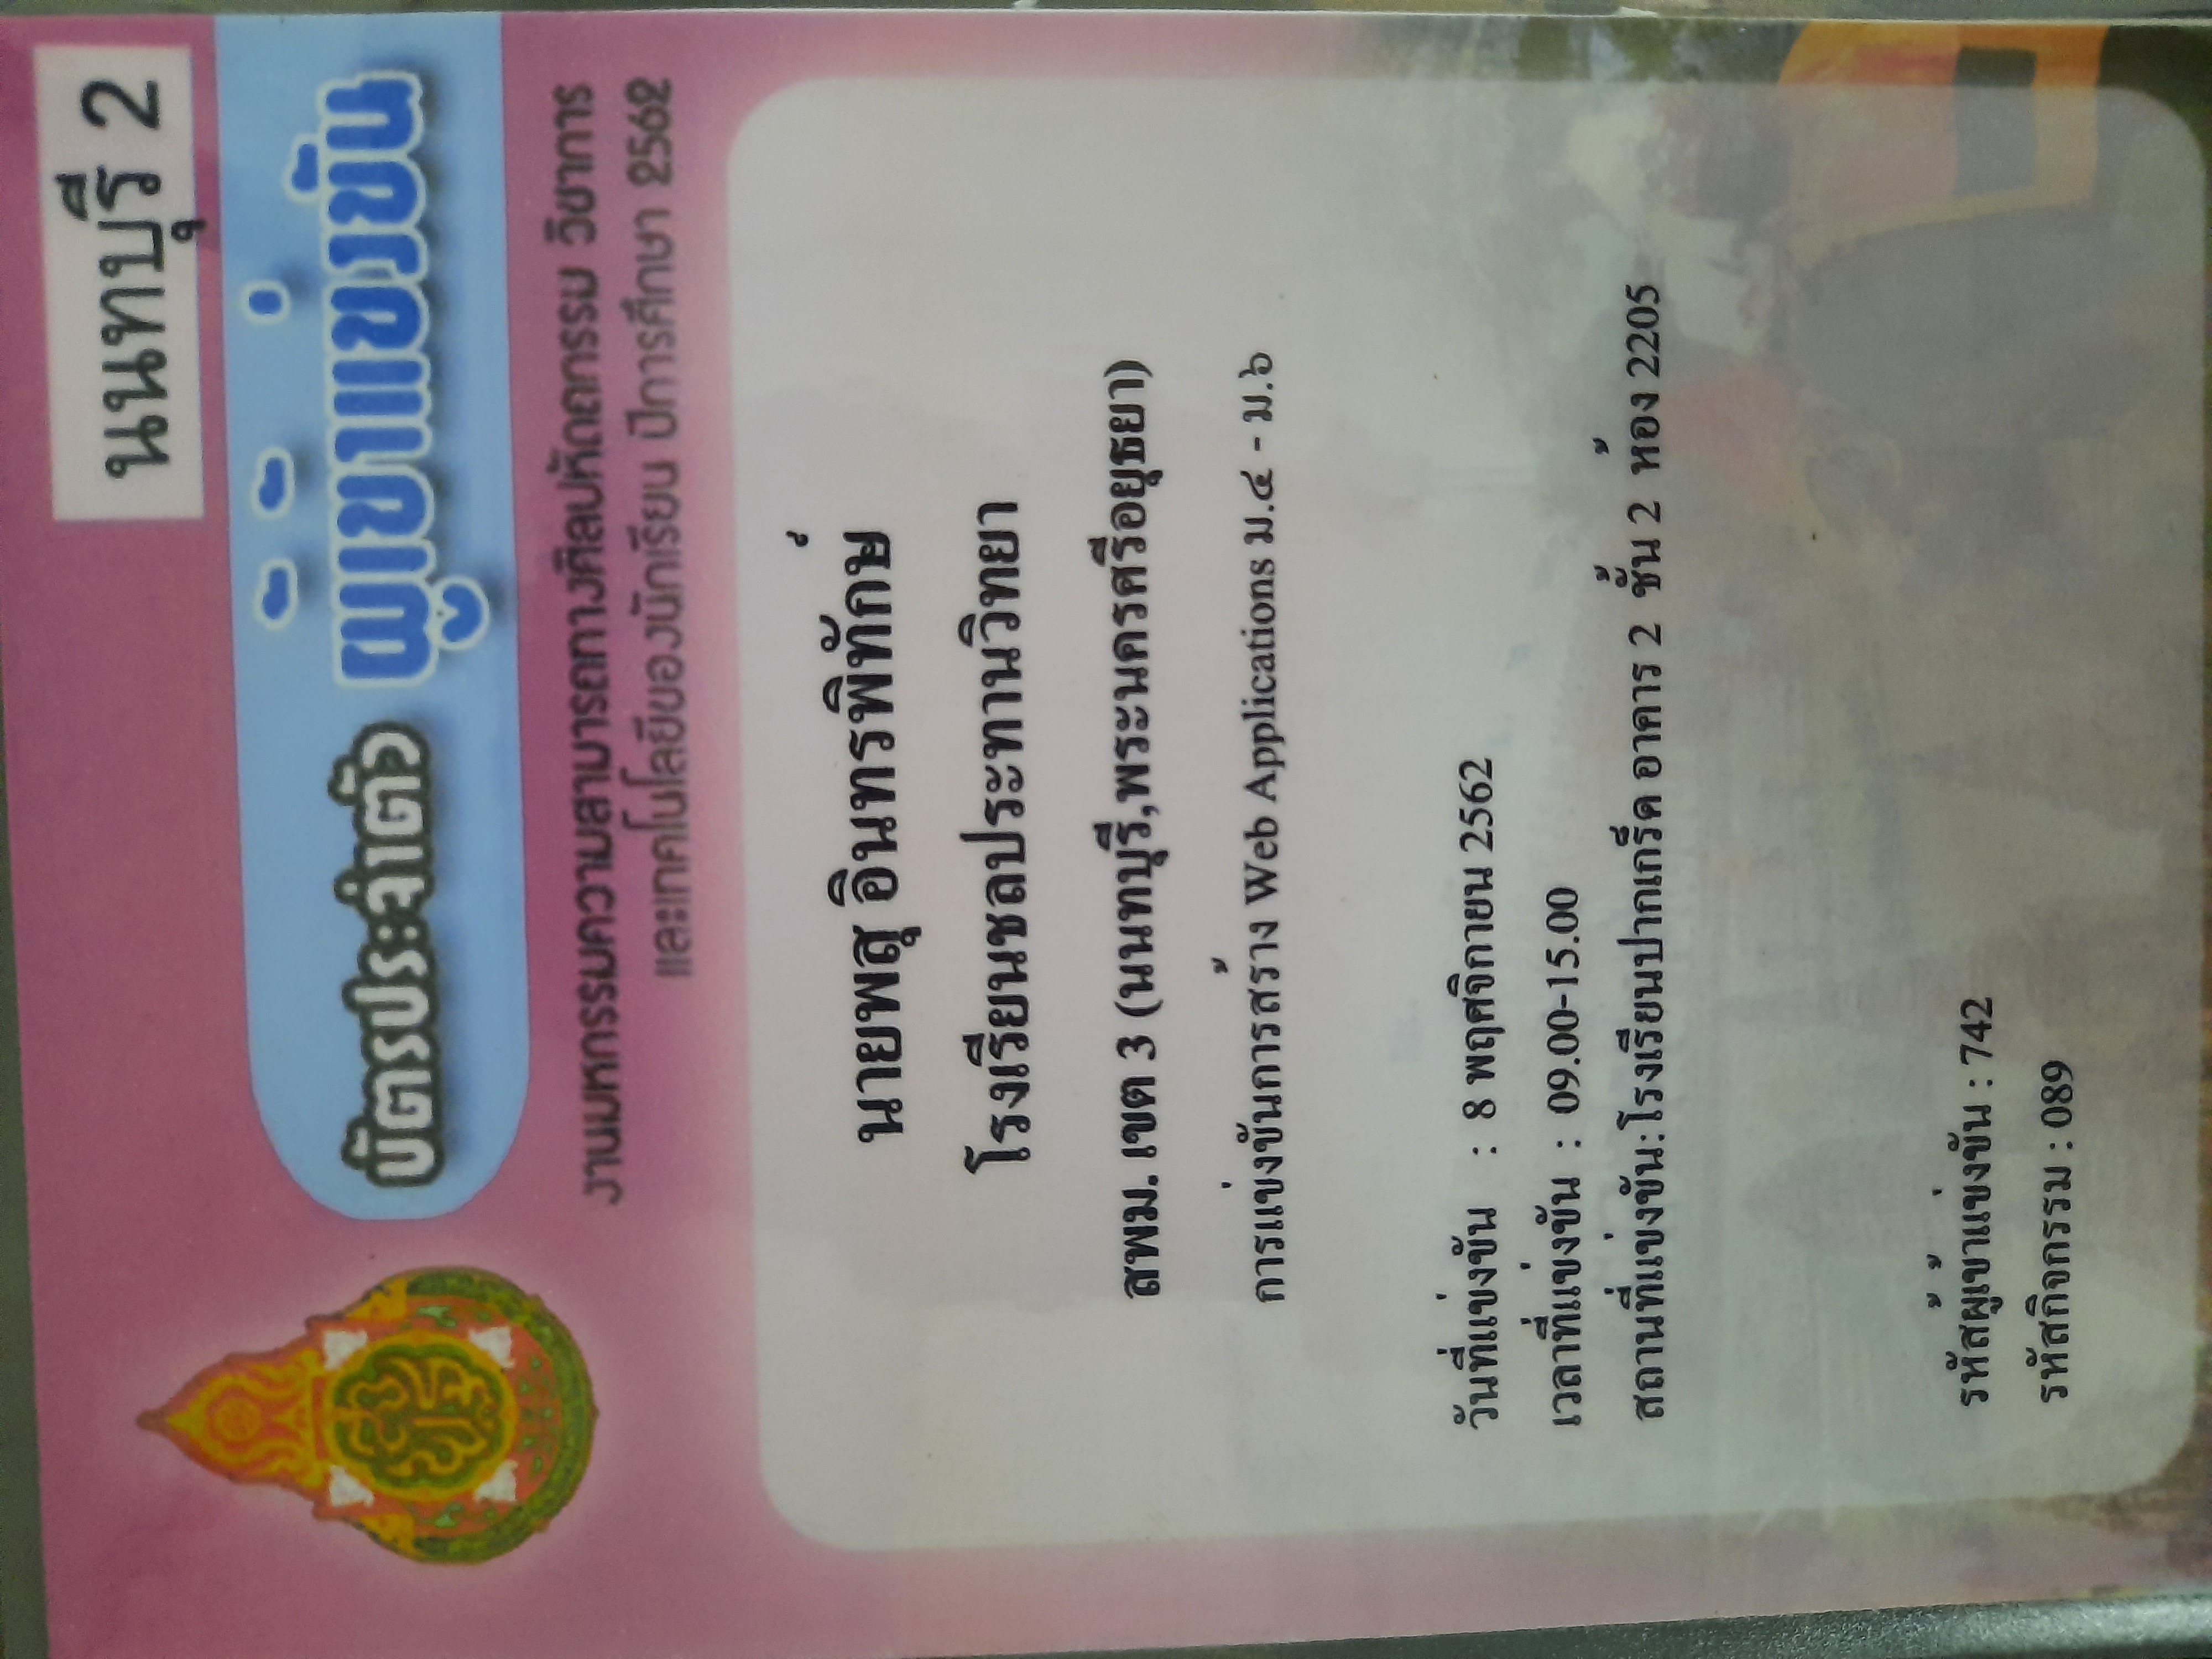 นนทบุรี 2
บัตรประจำตัว ผู้เข้าแข่งขัน
งานมหกรรมความสามารถทางศิลปหัตถกรรม วิชาการ
และเทคโนโลยีของนักเรียน ปีการศึกษา 2562
นายพสุ อินทรพิทักษ์
โรงเรียนชลประทานวิทยา
สพม. เขต 3 (นนทบุรี,พระนครศรีอยุธยา)
การแข่งขันการสร้าง Web Applications ม.๔ - ม.๖
วันที่แข่งขัน : 8 พฤศจิกายน 2562
เวลาที่แข่งขัน : 09.00-15.00
สถานที่แข่งขัน:โรงเรียนปากเกร็ด อาคาร 2 ชั้น 2 ห้อง 2205
รหัสผู้เข้าแข่งขัน : 742
รหัสกิจกรรม : 089